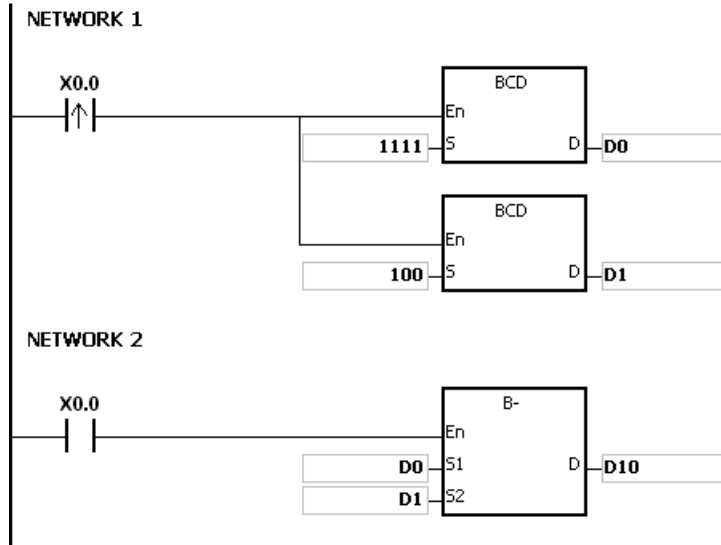 NETWORK 1
X0.0
BCD
En
1111 S D D0
BCD
En
100 S D D1
NETWORK 2
X0.0
B-
En
D0 S1 D D10
D1 S2